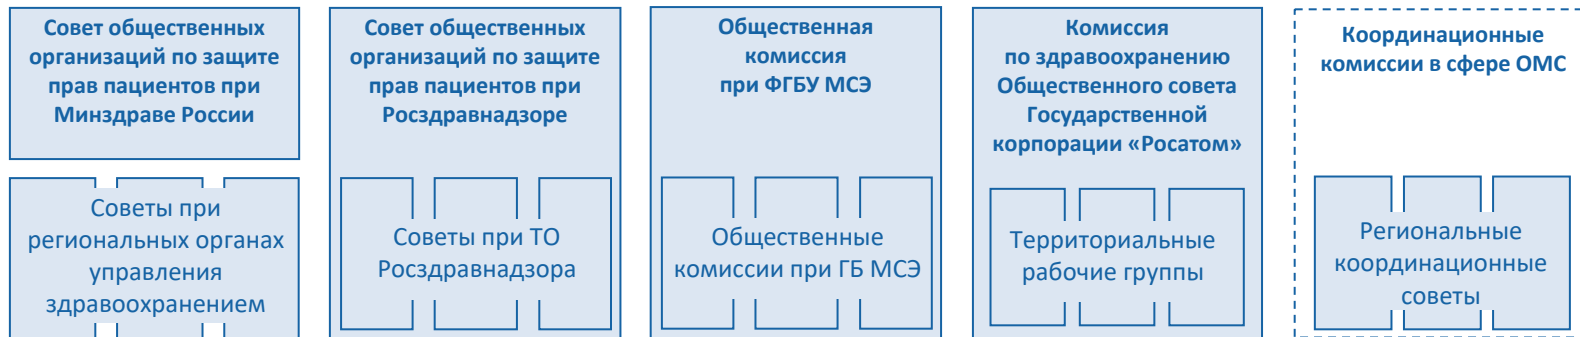 Совет общественных
организаций по защите
прав пациентов при
Минздраве России
Советы при
региональных органах
управления
здравоохранением
Совет общественных
организаций по защите
прав пациентов при
Росздравнадзоре
Советы при ТО
Росздравнадзора
Общественная
комиссия
при ФГБУ МСЭ
Общественные
комиссии при ГБ МСЭ
Комиссия
по здравоохранению
Общественного совета
Государственной
корпорации «Росатом»
Территориальные
рабочие группы
Координационные
комиссии в сфере ОМС
Региональные
координационные
советы